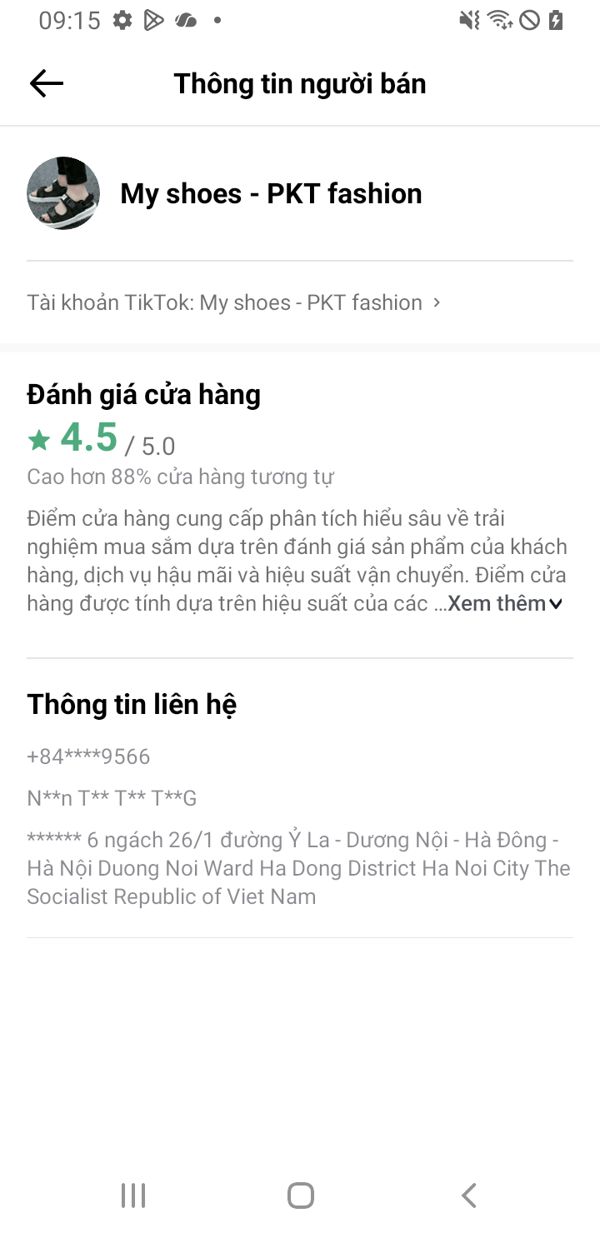 09:15
Thông tin người bán
My shoes - PKT fashion
Tài khoản TikTok: My shoes - PKT fashion ›
Đánh giá cửa hàng
★ 4.5 / 5.0
Cao hơn 88% cửa hàng tương tự
Điểm cửa hàng cung cấp phân tích hiểu sâu về trải
nghiệm mua sắm dựa trên đánh giá sản phẩm của khách
hàng, dịch vụ hậu mãi và hiệu suất vận chuyển. Điểm cửa
hàng được tính dựa trên hiệu suất của các ...Xem thêm
Thông tin liên hệ
+84****9566
N**n T** T** T**G
****** 6 ngách 26/1 đường Ỷ La - Dương Nội - Hà Đông -
Hà Nội Duong Noi Ward Ha Dong District Ha Noi City The
Socialist Republic of Viet Nam